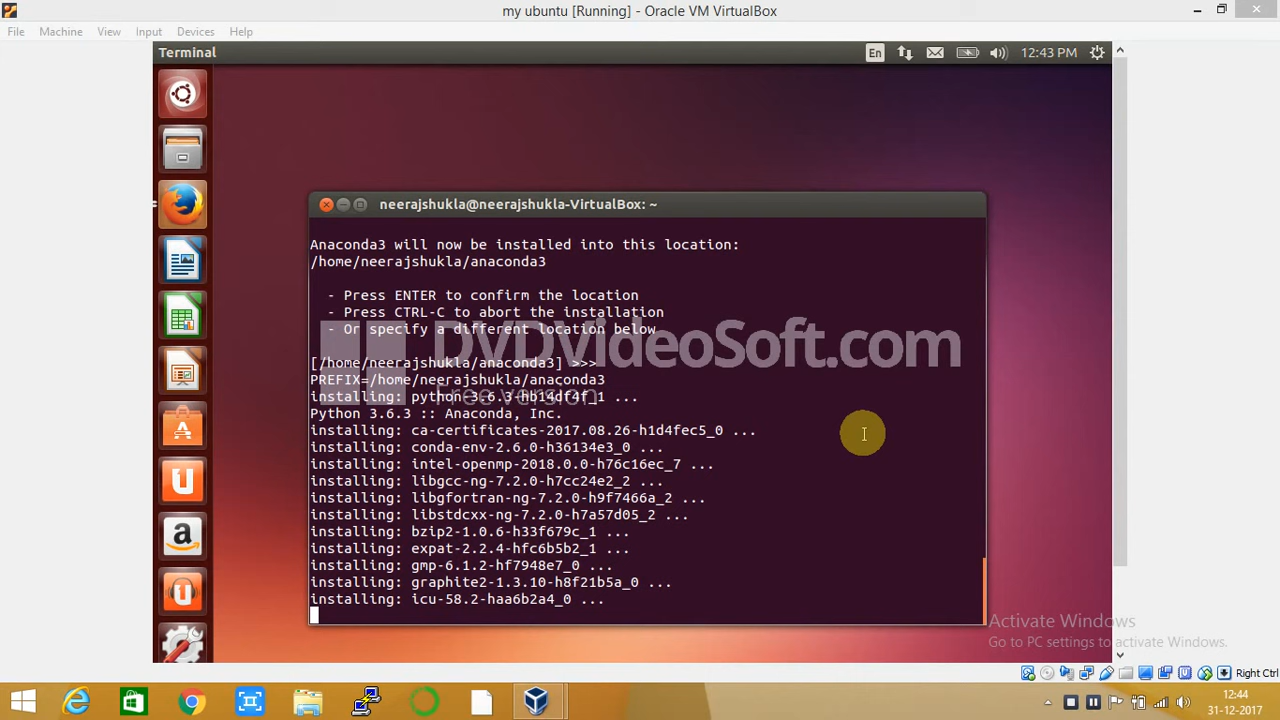 my ubuntu [Running] - Oracle VM VirtualBox
File Machine View Input Devices Help
Terminal
En
12:43 PM
neerajshukla@neerajshukla-VirtualBox: ~
Anaconda3 will now be installed into this location:
/home/neerajshukla/anaconda3
- Press ENTER to confirm the location
- Press CTRL-C to abort the installation
- Or specify a different location below
DVDVideoSoft.com
[/home/neerajshukla/anaconda3] >>>
PREFIX=/home/neerajshukla/anaconda3
Free version
installing: python-3.6.3-hb14df4f_1 ...
Python 3.6.3 :: Anaconda, Inc.
installing: ca-certificates-2017.08.26-h1d4fec5_0 ...
installing: conda-env-2.6.0-h36134e3_0 ...
installing: intel-openmp-2018.0.0-h76c16ec_7 ...
installing: libgcc-ng-7.2.0-h7cc24e2_2 ...
installing: libgfortran-ng-7.2.0-h9f7466a_2 ...
installing: libstdcxx-ng-7.2.0-h7a57d05_2 ...
installing: bzip2-1.0.6-h33f679c_1 ...
installing: expat-2.2.4-hfc6b5b2_1 ...
installing: gmp-6.1.2-hf7948e7_0 ...
installing: graphite2-1.3.10-h8f21b5a_0 ...
installing: icu-58.2-haa6b2a4_0 ...
Activate Windows
Go to PC settings to activate Windows.
Right Ctrl
12:44
31-12-2017